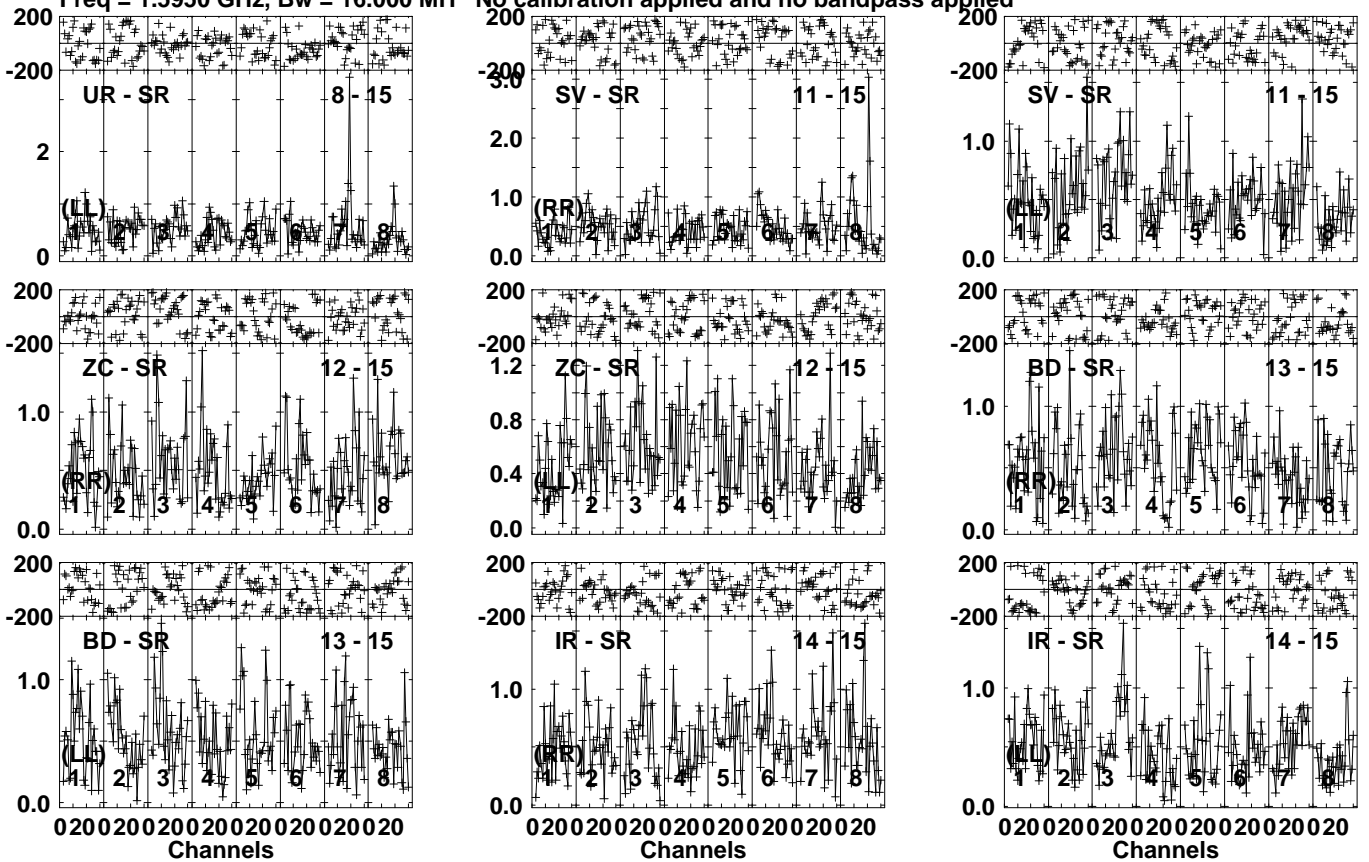 Freq = 1.5950 GHz, Bw = 16.000 MH No calibration applied and no bandpass applied
200 200 200
-200 -200 -200
UR - SR 8 - 15 3.0 SV - SR 11 - 15 SV - SR 11 - 15
2 2.0 1.0
(LL) 1.0 (RR) (LL)
1 2 3 4 5 6 7 8 1 2 3 4 5 6 7 8 1 2 3 4 5 6 7 8
0 0.0 0.0
200 200 200
-200 -200 -200
ZC - SR 12 - 15 1.2 ZC - SR 12 - 15 BD - SR 13 - 15
1.0 0.8 1.0
(RR) 0.4 (LL) (RR)
1 2 3 4 5 6 7 8 1 2 3 4 5 6 7 8 1 2 3 4 5 6 7 8
0.0 0.0 0.0
200 200 200
-200 -200 -200
BD - SR 13 - 15 IR - SR 14 - 15 IR - SR 14 - 15
1.0 1.0 1.0
(LL) (RR) (LL)
1 2 3 4 5 6 7 8 1 2 3 4 5 6 7 8 1 2 3 4 5 6 7 8
0.0 0.0 0.0
0 20 0 20 0 20 0 20 0 20 0 20 0 20 0 20 0 20 0 20 0 20 0 20 0 20 0 20 0 20 0 20 0 20 0 20 0 20 0 20 0 20 0 20 0 20 0 20
Channels Channels Channels